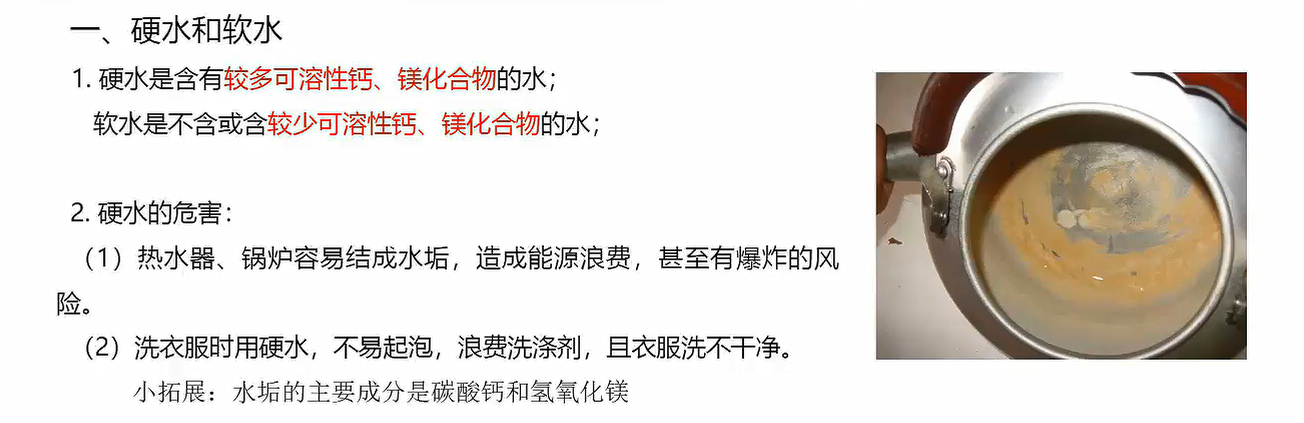 一、硬水和软水
1. 硬水是含有较多可溶性钙、镁化合物的水；
软水是不含或含较少可溶性钙、镁化合物的水；
2. 硬水的危害：
（1）热水器、锅炉容易结成水垢，造成能源浪费，甚至有爆炸的风
险。
（2）洗衣服时用硬水，不易起泡，浪费洗涤剂，且衣服洗不干净。
小拓展：水垢的主要成分是碳酸钙和氢氧化镁